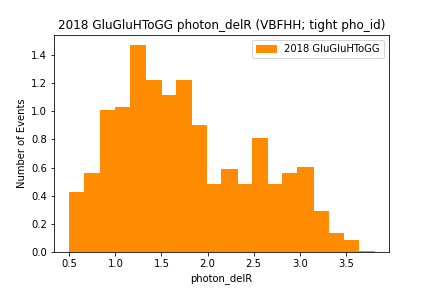 2018 GluGluHToGG photon_delR (VBFHH; tight pho_id)
2018 GluGluHToGG
Number of Events
1.4
1.2
1.0
0.8
0.6
0.4
0.2
0.0
0.5 1.0 1.5 2.0 2.5 3.0 3.5
photon_delR